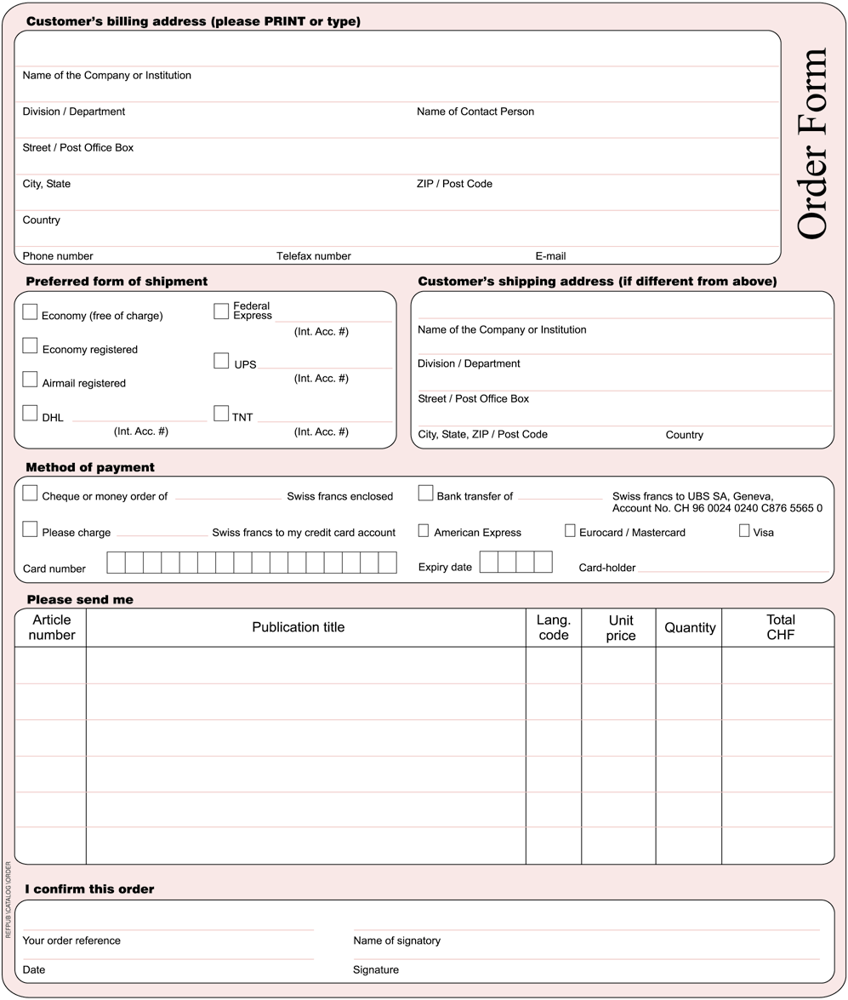 Customer's billing address (please PRINT or type)
Order Form
Name of the Company or Institution
Division / Department
Name of Contact Person
Street / Post Office Box
City, State
ZIP / Post Code
Country
Phone number
Telefax number
E-mail
Preferred form of shipment
Economy (free of charge)
Economy registered
Airmail registered
DHL
(Int. Acc. #)
Federal
Express
(Int. Acc. #)
UPS
(Int. Acc. #)
TNT
(Int. Acc. #)
Customer's shipping address (if different from above)
Name of the Company or Institution
Division / Department
Street / Post Office Box
City, State, ZIP / Post Code
Country
Method of payment
Cheque or money order of
Swiss francs enclosed
Bank transfer of
Swiss francs to UBS SA, Geneva,
Account No. CH 96 0024 0240 C876 5565 0
Please charge
Swiss francs to my credit card account
American Express
Eurocard / Mastercard
Visa
Card number
Expiry date
Card-holder
Please send me
Article
number
Publication title
Lang.
code
Unit
price
Quantity
Total
CHF
I confirm this order
Your order reference
Name of signatory
Date
Signature
REFPUB \CATALOG \ORDER